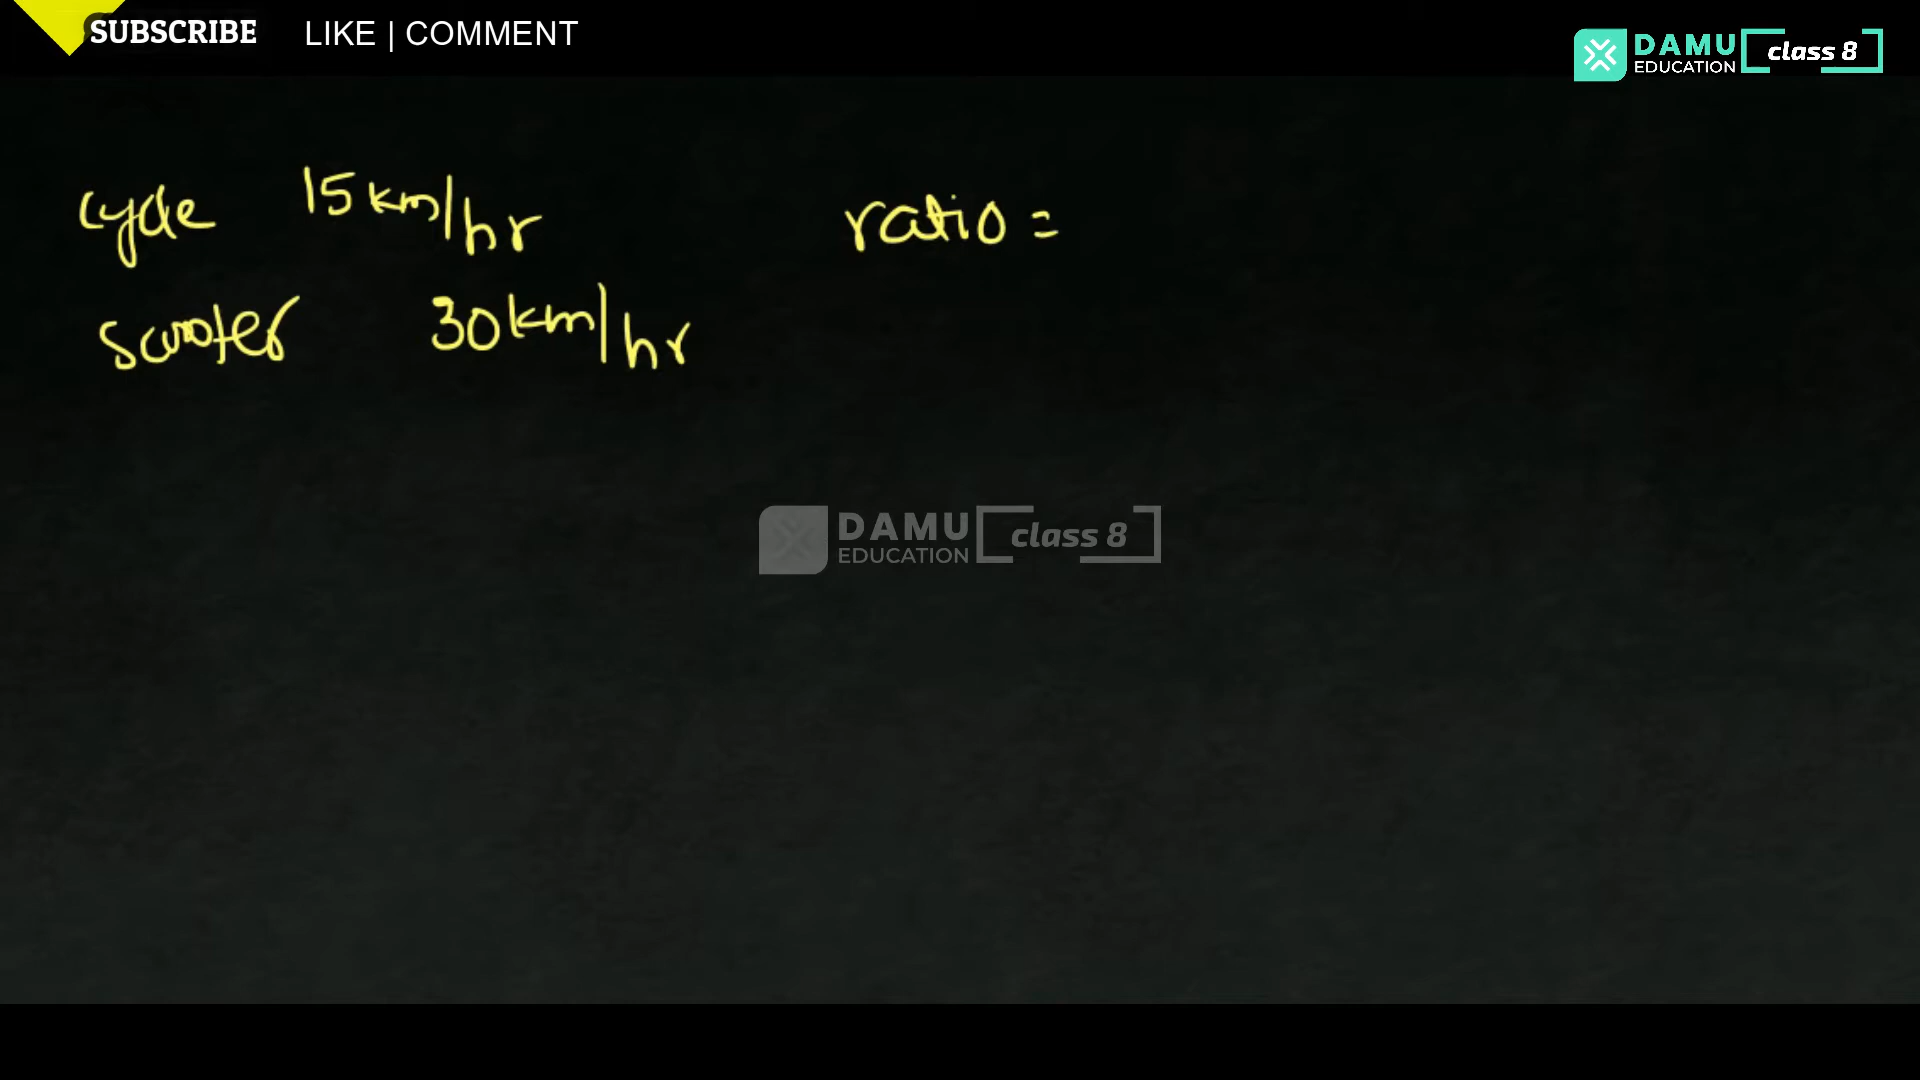 SUBSCRIBE LIKE | COMMENT
DAMU EDUCATION class 8
cycle 15 km/hr ratio =
scooter 30 km/hr
DAMU EDUCATION class 8